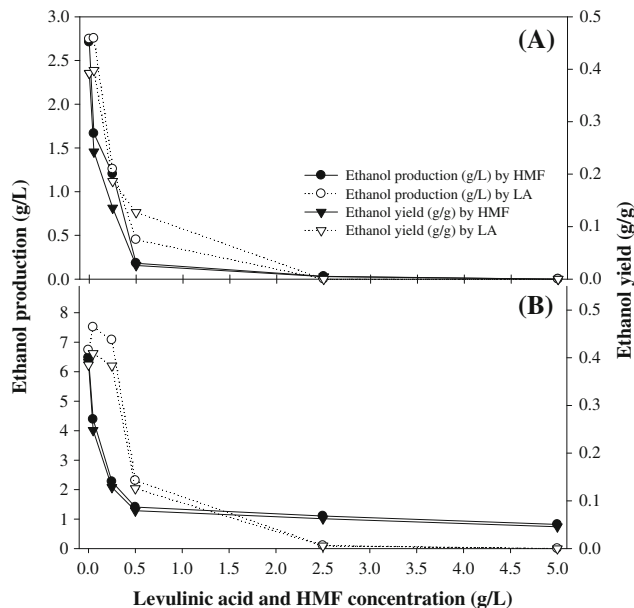 3.0
2.5
2.0
1.5
1.0
0.5
0.0
0.5
0.4
0.3
0.2
0.1
0.0
(A)
Ethanol production (g/L) by HMF
Ethanol production (g/L) by LA
Ethanol yield (g/g) by HMF
Ethanol yield (g/g) by LA
Ethanol production (g/L)
Ethanol yield (g/g)
(B)
8
7
6
5
4
3
2
1
0
0.5
0.4
0.3
0.2
0.1
0.0
0.0 0.5 1.0 1.5 2.0 2.5 3.0 3.5 4.0 4.5 5.0
Levulinic acid and HMF concentration (g/L)